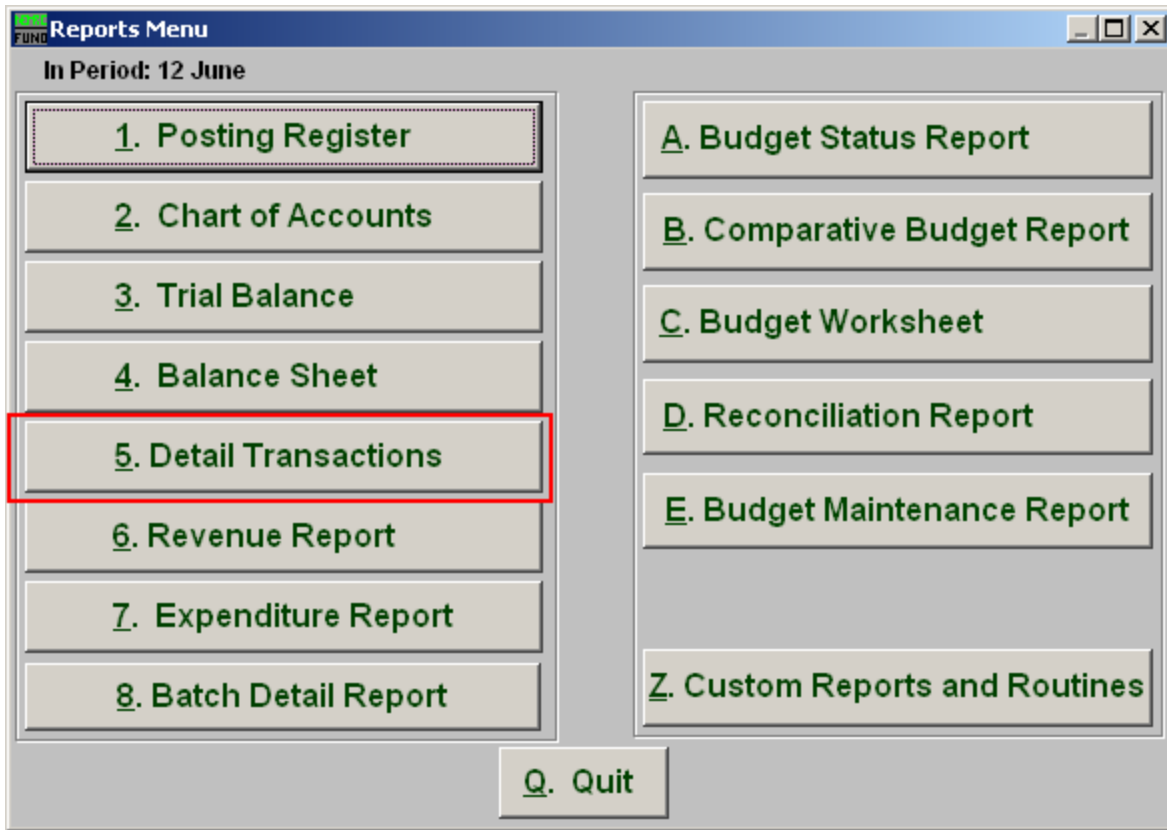 NEMRC
FUND Reports Menu
In Period: 12 June
1. Posting Register
2. Chart of Accounts
3. Trial Balance
4. Balance Sheet
5. Detail Transactions
6. Revenue Report
7. Expenditure Report
8. Batch Detail Report
A. Budget Status Report
B. Comparative Budget Report
C. Budget Worksheet
D. Reconciliation Report
E. Budget Maintenance Report
Z. Custom Reports and Routines
Q. Quit